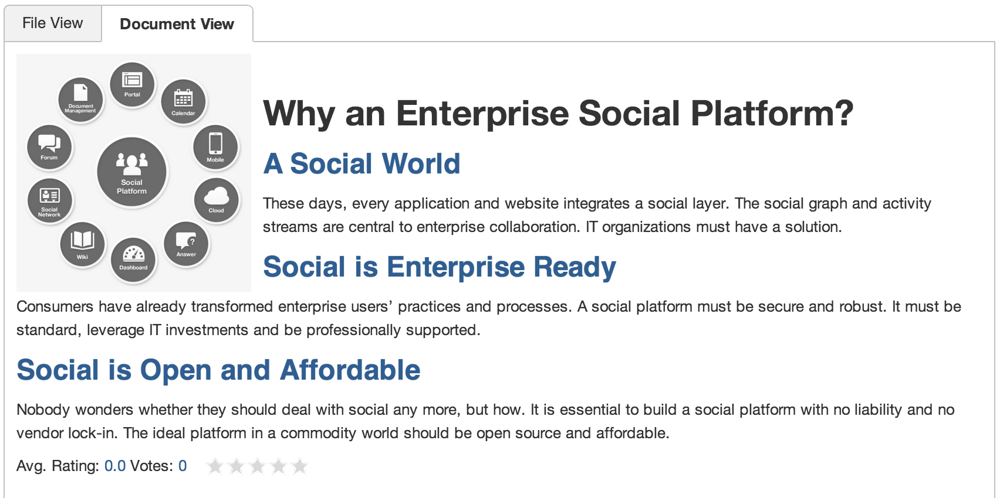 File View
Document View
Portal
Document
Management
Calendar
Forum
Mobile
Social
Platform
Social
Network
Cloud
Wiki
Answer
?
Dashboard
Why an Enterprise Social Platform?
A Social World
These days, every application and website integrates a social layer. The social graph and activity
streams are central to enterprise collaboration. IT organizations must have a solution.
Social is Enterprise Ready
Consumers have already transformed enterprise users’ practices and processes. A social platform must be secure and robust. It must be
standard, leverage IT investments and be professionally supported.
Social is Open and Affordable
Nobody wonders whether they should deal with social any more, but how. It is essential to build a social platform with no liability and no
vendor lock-in. The ideal platform in a commodity world should be open source and affordable.
Avg. Rating: 0.0 Votes: 0